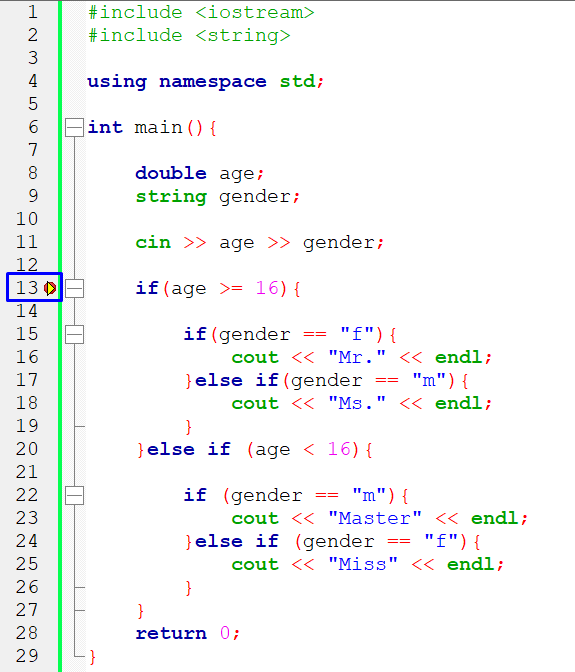 1 #include <iostream>
2 #include <string>
3
4 using namespace std;
5
6 int main(){
7
8     double age;
9     string gender;
10
11     cin >> age >> gender;
12
13     if(age >= 16){
14
15         if(gender == "f"){
16             cout << "Mr." << endl;
17         }else if(gender == "m"){
18             cout << "Ms." << endl;
19         }
20     }else if (age < 16){
21
22         if (gender == "m"){
23             cout << "Master" << endl;
24         }else if (gender == "f"){
25             cout << "Miss" << endl;
26         }
27     }
28     return 0;
29 }